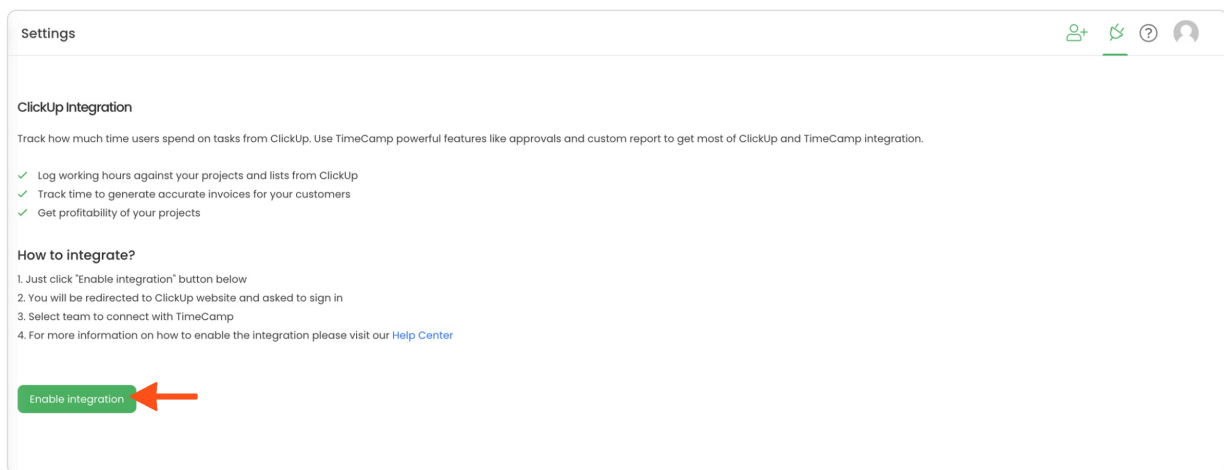 Settings
ClickUp Integration
Track how much time users spend on tasks from ClickUp. Use TimeCamp powerful features like approvals and custom report to get most of ClickUp and TimeCamp integration.
Log working hours against your projects and lists from ClickUp
Track time to generate accurate invoices for your customers
Get profitability of your projects
How to integrate?
1. Just click "Enable integration" button below
2. You will be redirected to ClickUp website and asked to sign in
3. Select team to connect with TimeCamp
4. For more information on how to enable the integration please visit our Help Center
Enable integration